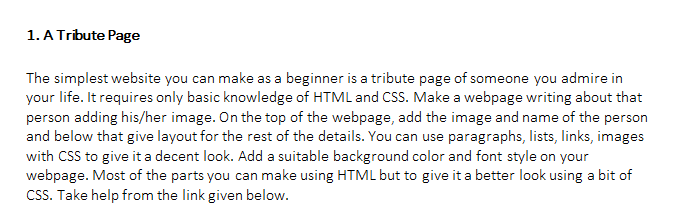 1. A Tribute Page
The simplest website you can make as a beginner is a tribute page of someone you admire in
your life. It requires only basic knowledge of HTML and CSS. Make a webpage writing about that
person adding his/her image. On the top of the webpage, add the image and name of the person
and below that give layout for the rest of the details. You can use paragraphs, lists, links, images
with CSS to give it a decent look. Add a suitable background color and font style on your
webpage. Most of the parts you can make using HTML but to give it a better look using a bit of
CSS. Take help from the link given below.